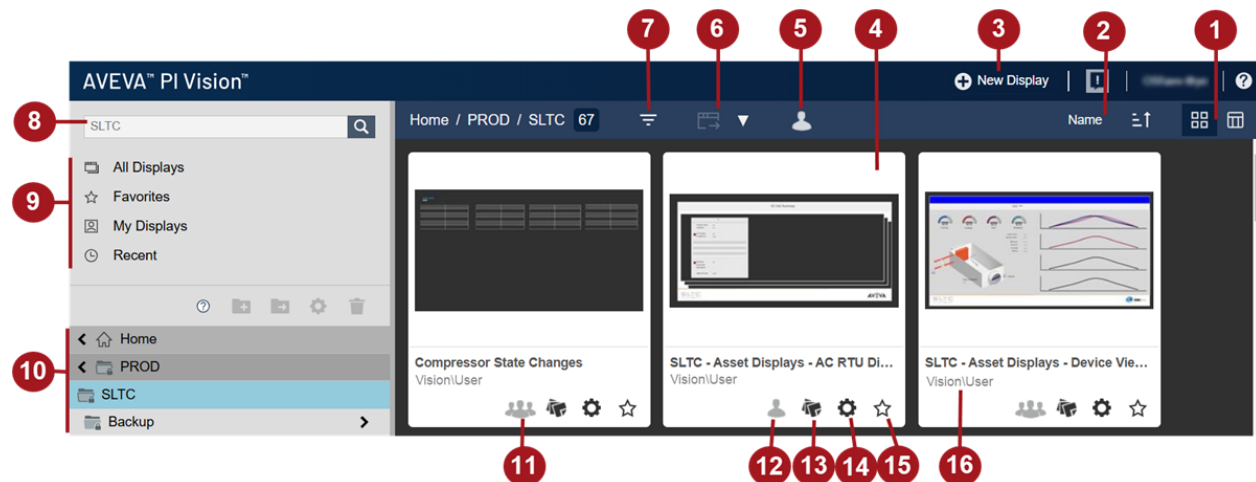 7 6 5 4 3 2 1
AVEVA™ PI Vision™ New Display
8 SLTC Home / PROD / SLTC 67 Name
9 All Displays
Favorites
My Displays
Recent
10 Home
PROD
SLTC
Backup
Compressor State Changes
Vision\User
11
AVEVA
SLTC - Asset Displays - AC RTU Di...
Vision\User
12 13 14 15
SLTC - Asset Displays - Device Vie...
Vision\User
16